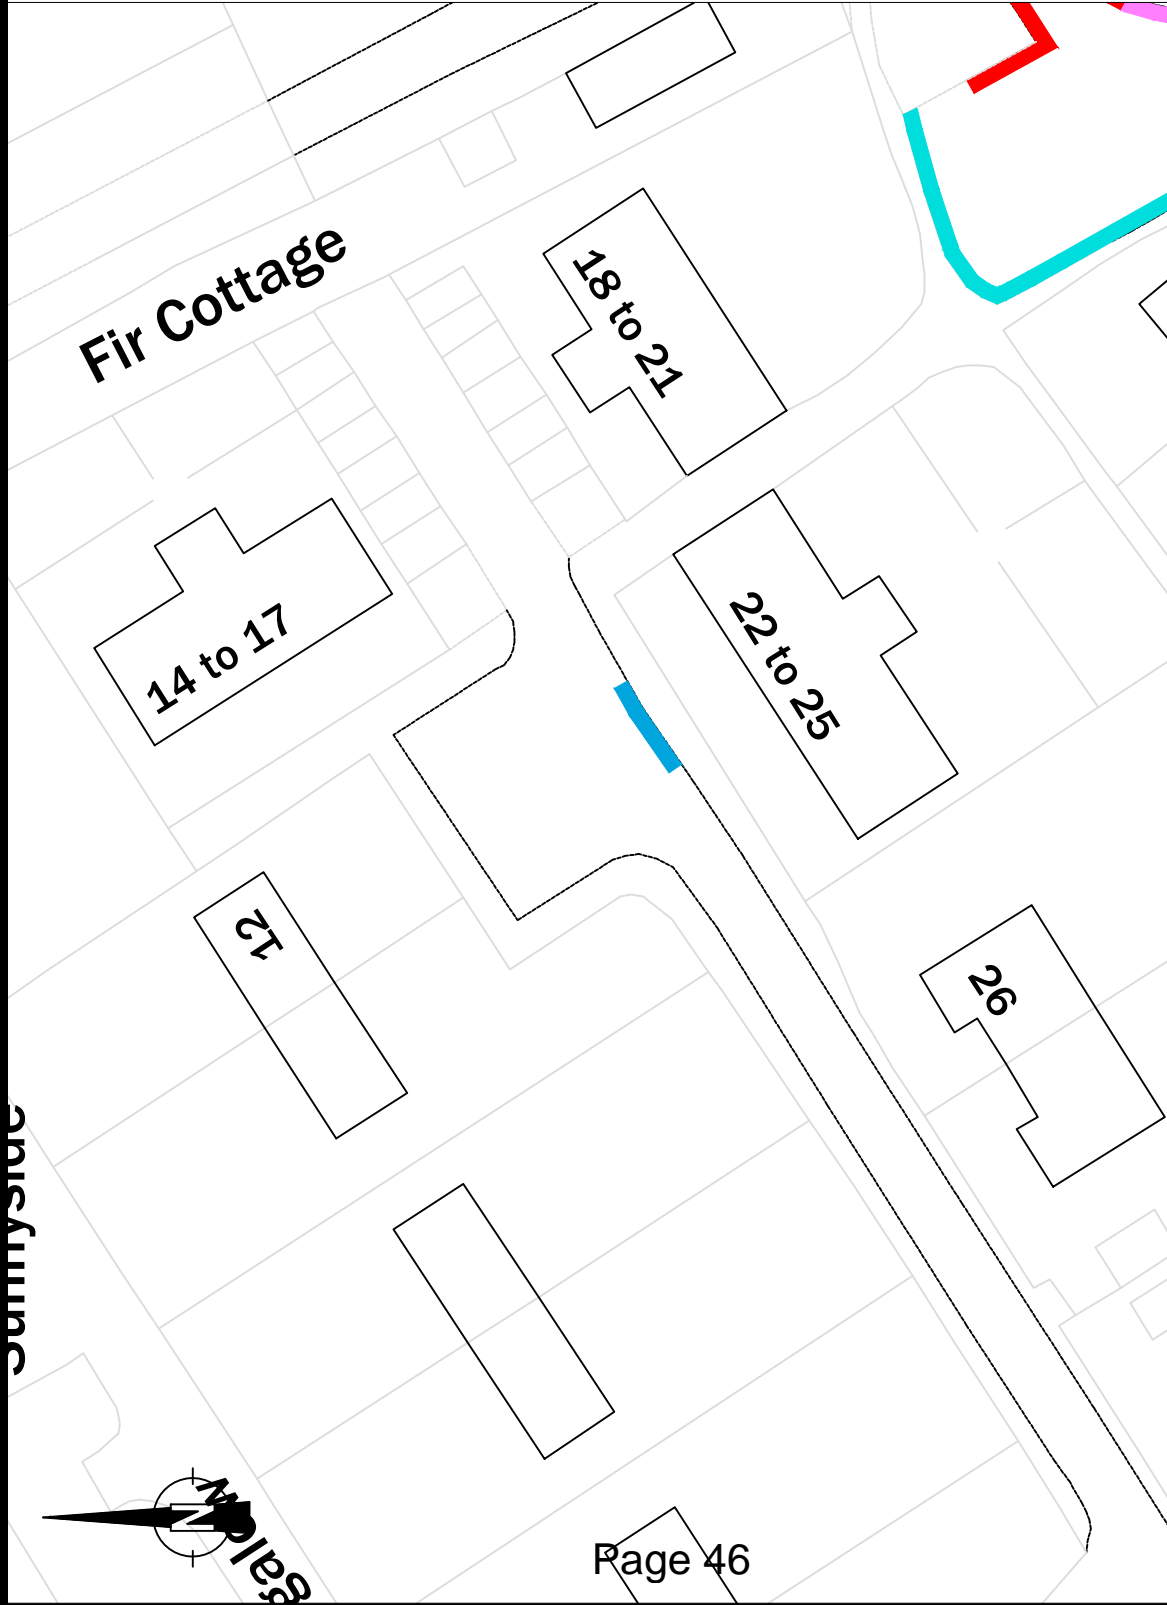 Fir Cottage
18 to 21
14 to 17
22 to 25
12
26
Sunnyside
N
Page 46